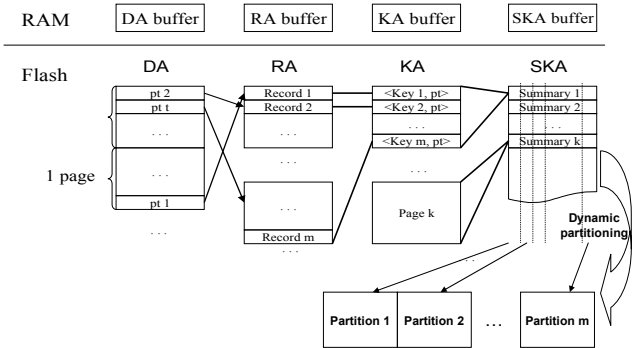 RAM
DA buffer
RA buffer
KA buffer
SKA buffer
Flash
DA
RA
KA
SKA
pt 2
pt t
. . .
. . .
pt 1
. . .
1 page
Record 1
Record 2
. . .
. . .
. . .
Record m
. . .
<Key 1, pt>
<Key 2, pt>
. . .
<Key m, pt>
. . .
Page k
Summary 1
Summary 2
. . .
Summary k
Dynamic
partitioning
. . .
Partition 1
Partition 2
...
Partition m